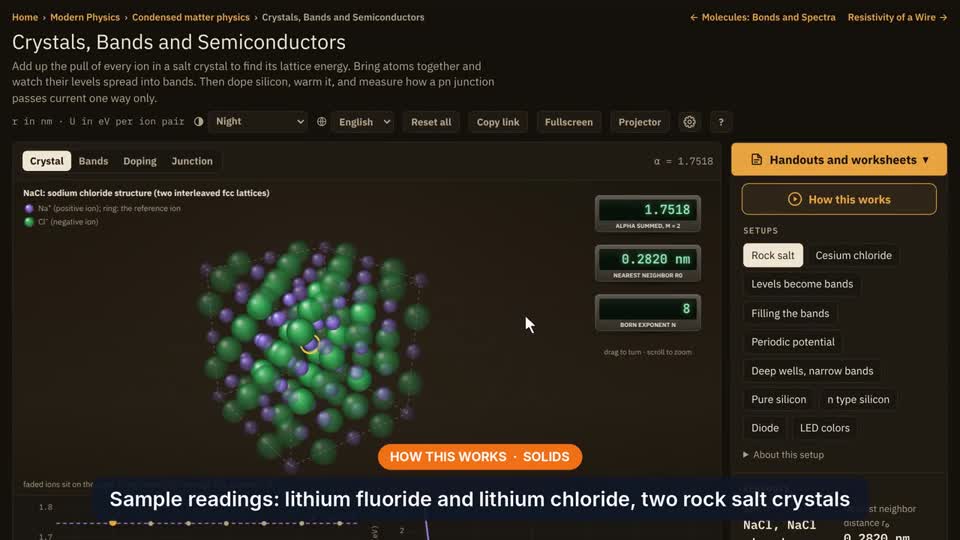 Home › Modern Physics › Condensed matter physics › Crystals, Bands and Semiconductors
← Molecules: Bonds and Spectra Resistivity of a Wire →
Crystals, Bands and Semiconductors
Add up the pull of every ion in a salt crystal to find its lattice energy. Bring atoms together and
watch their levels spread into bands. Then dope silicon, warm it, and measure how a pn junction
passes current one way only.
r in nm · U in eV per ion pair
Night
English
Reset all
Copy link
Fullscreen
Projector
?
Crystal
Bands
Doping
Junction
α = 1.7518
NaCl: sodium chloride structure (two interleaved fcc lattices)
Na⁺ (positive ion); ring: the reference ion
Cl⁻ (negative ion)
1.7518
ALPHA SUMMED, M = 2
0.2820 nm
NEAREST NEIGHBOR R0
8
BORN EXPONENT N
drag to turn · scroll to zoom
faded ions sit on the
1.8
1.7
2
Handouts and worksheets ▾
How this works
SETUPS
Rock salt
Cesium chloride
Levels become bands
Filling the bands
Periodic potential
Deep wells, narrow bands
Pure silicon
n type silicon
Diode
LED colors
▸ About this setup
NaCl, NaCl
st neighbor
distance r₀
0.2820 nm
HOW THIS WORKS · SOLIDS
Sample readings: lithium fluoride and lithium chloride, two rock salt crystals